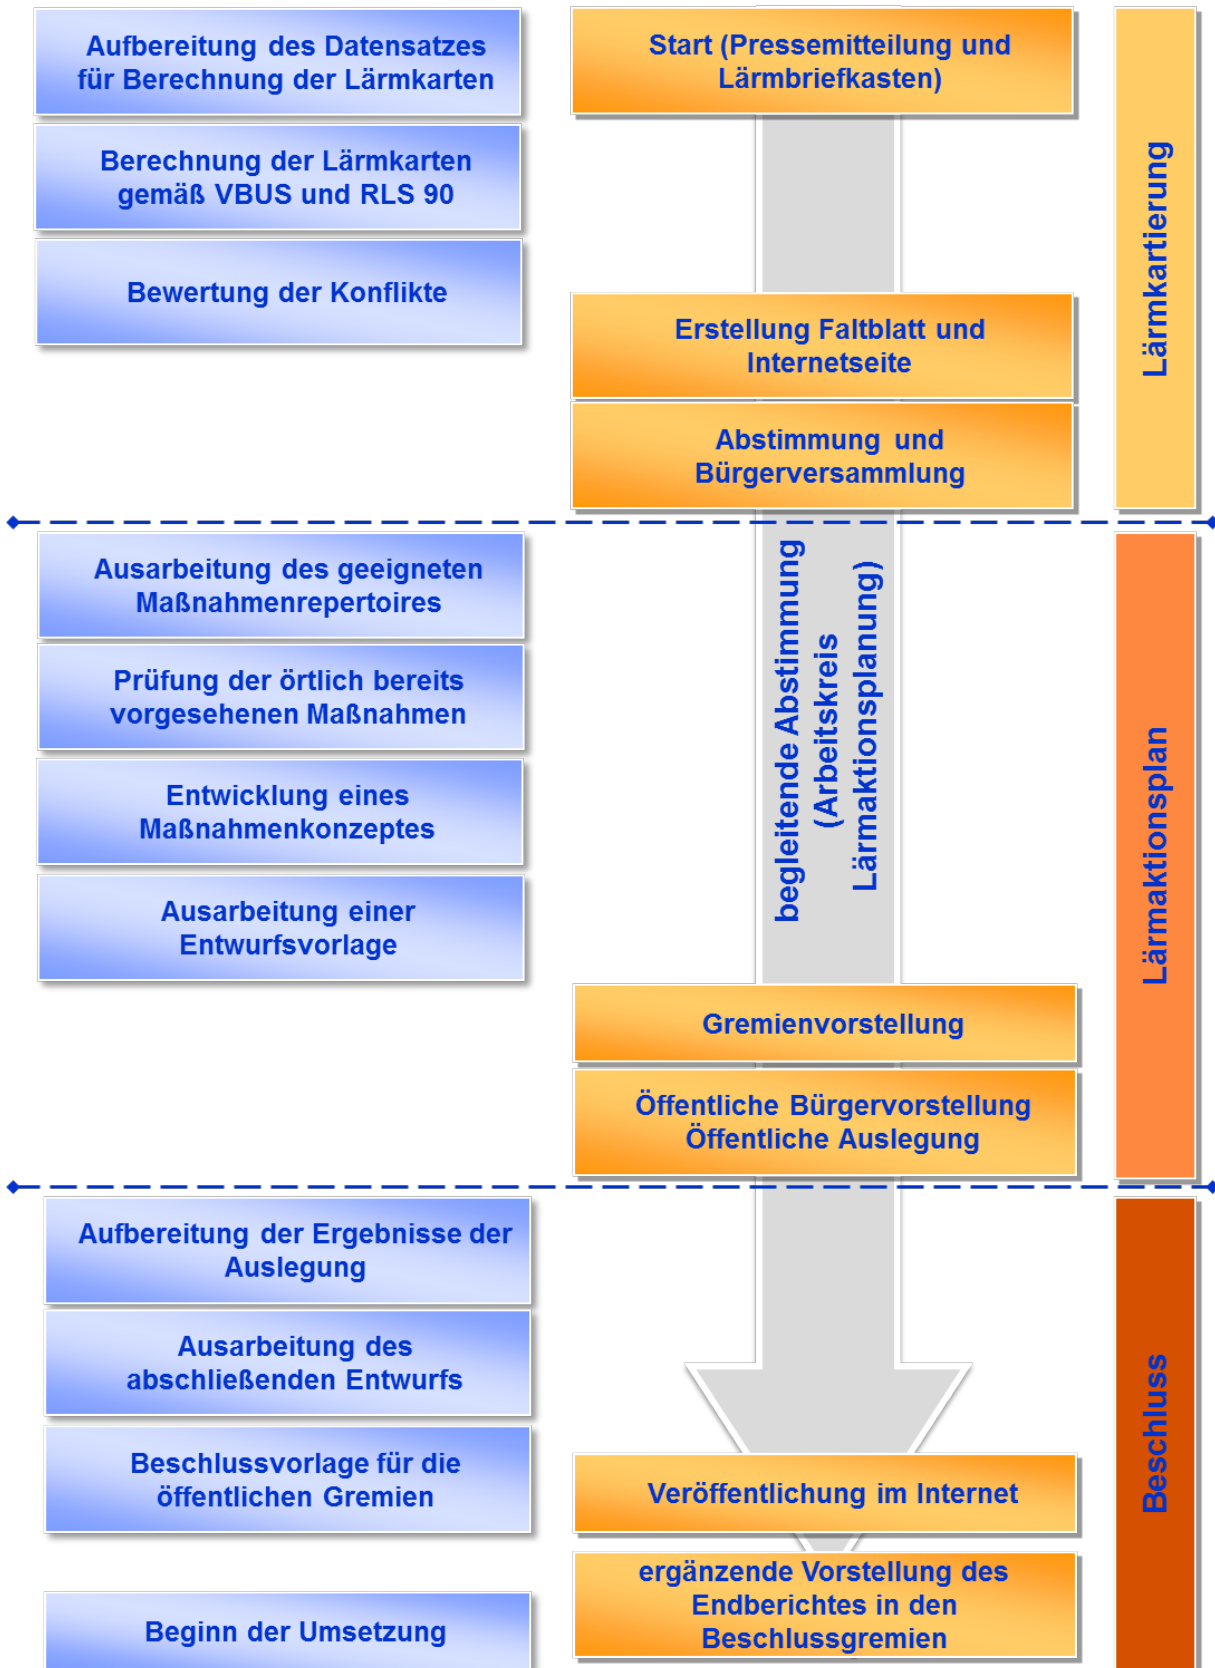 Aufbereitung des Datensatzes
für Berechnung der Lärmkarten
Start (Pressemitteilung und
Lärmbriefkasten)
Berechnung der Lärmkarten
gemäß VBUS und RLS 90
Bewertung der Konflikte
Erstellung Faltblatt und
Internetseite
Abstimmung und
Bürgerversammlung
Lärmkartierung
Ausarbeitung des geeigneten
Maßnahmenrepertoires
Prüfung der örtlich bereits
vorgesehenen Maßnahmen
Entwicklung eines
Maßnahmenkonzeptes
Ausarbeitung einer
Entwurfsvorlage
begleitende Abstimmung
(Arbeitskreis
Lärmaktionsplanung)
Gremienvorstellung
Öffentliche Bürgervorstellung
Öffentliche Auslegung
Lärmaktionsplan
Aufbereitung der Ergebnisse der
Auslegung
Ausarbeitung des
abschließenden Entwurfs
Beschlussvorlage für die
öffentlichen Gremien
Beginn der Umsetzung
Veröffentlichung im Internet
ergänzende Vorstellung des
Endberichtes in den
Beschlussgremien
Beschluss